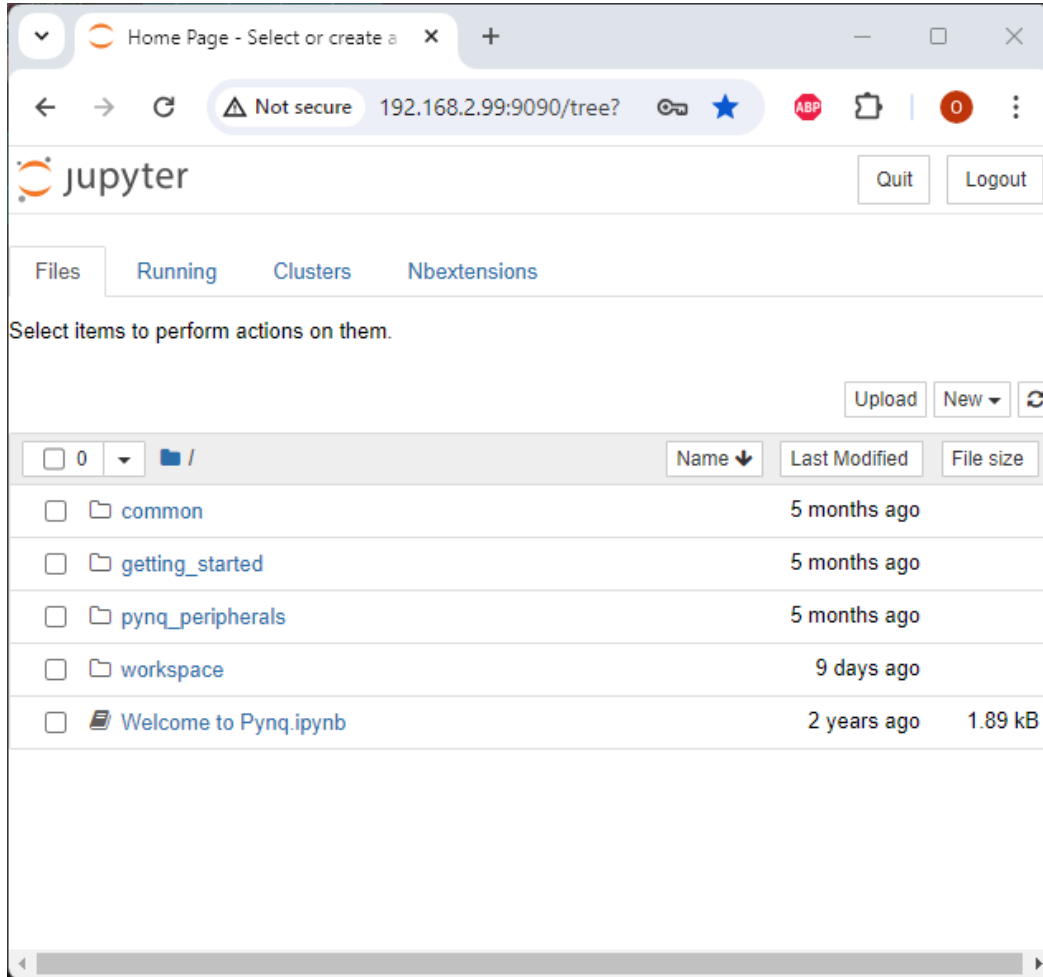 Home Page - Select or create a
Not secure 192.168.2.99:9090/tree? ABP O
jupyter Quit Logout
Files Running Clusters Nbextensions
Select items to perform actions on them.
Upload New
0 / Name Last Modified File size
common 5 months ago
getting_started 5 months ago
pynq_peripherals 5 months ago
workspace 9 days ago
Welcome to Pynq.ipynb 2 years ago 1.89 kB